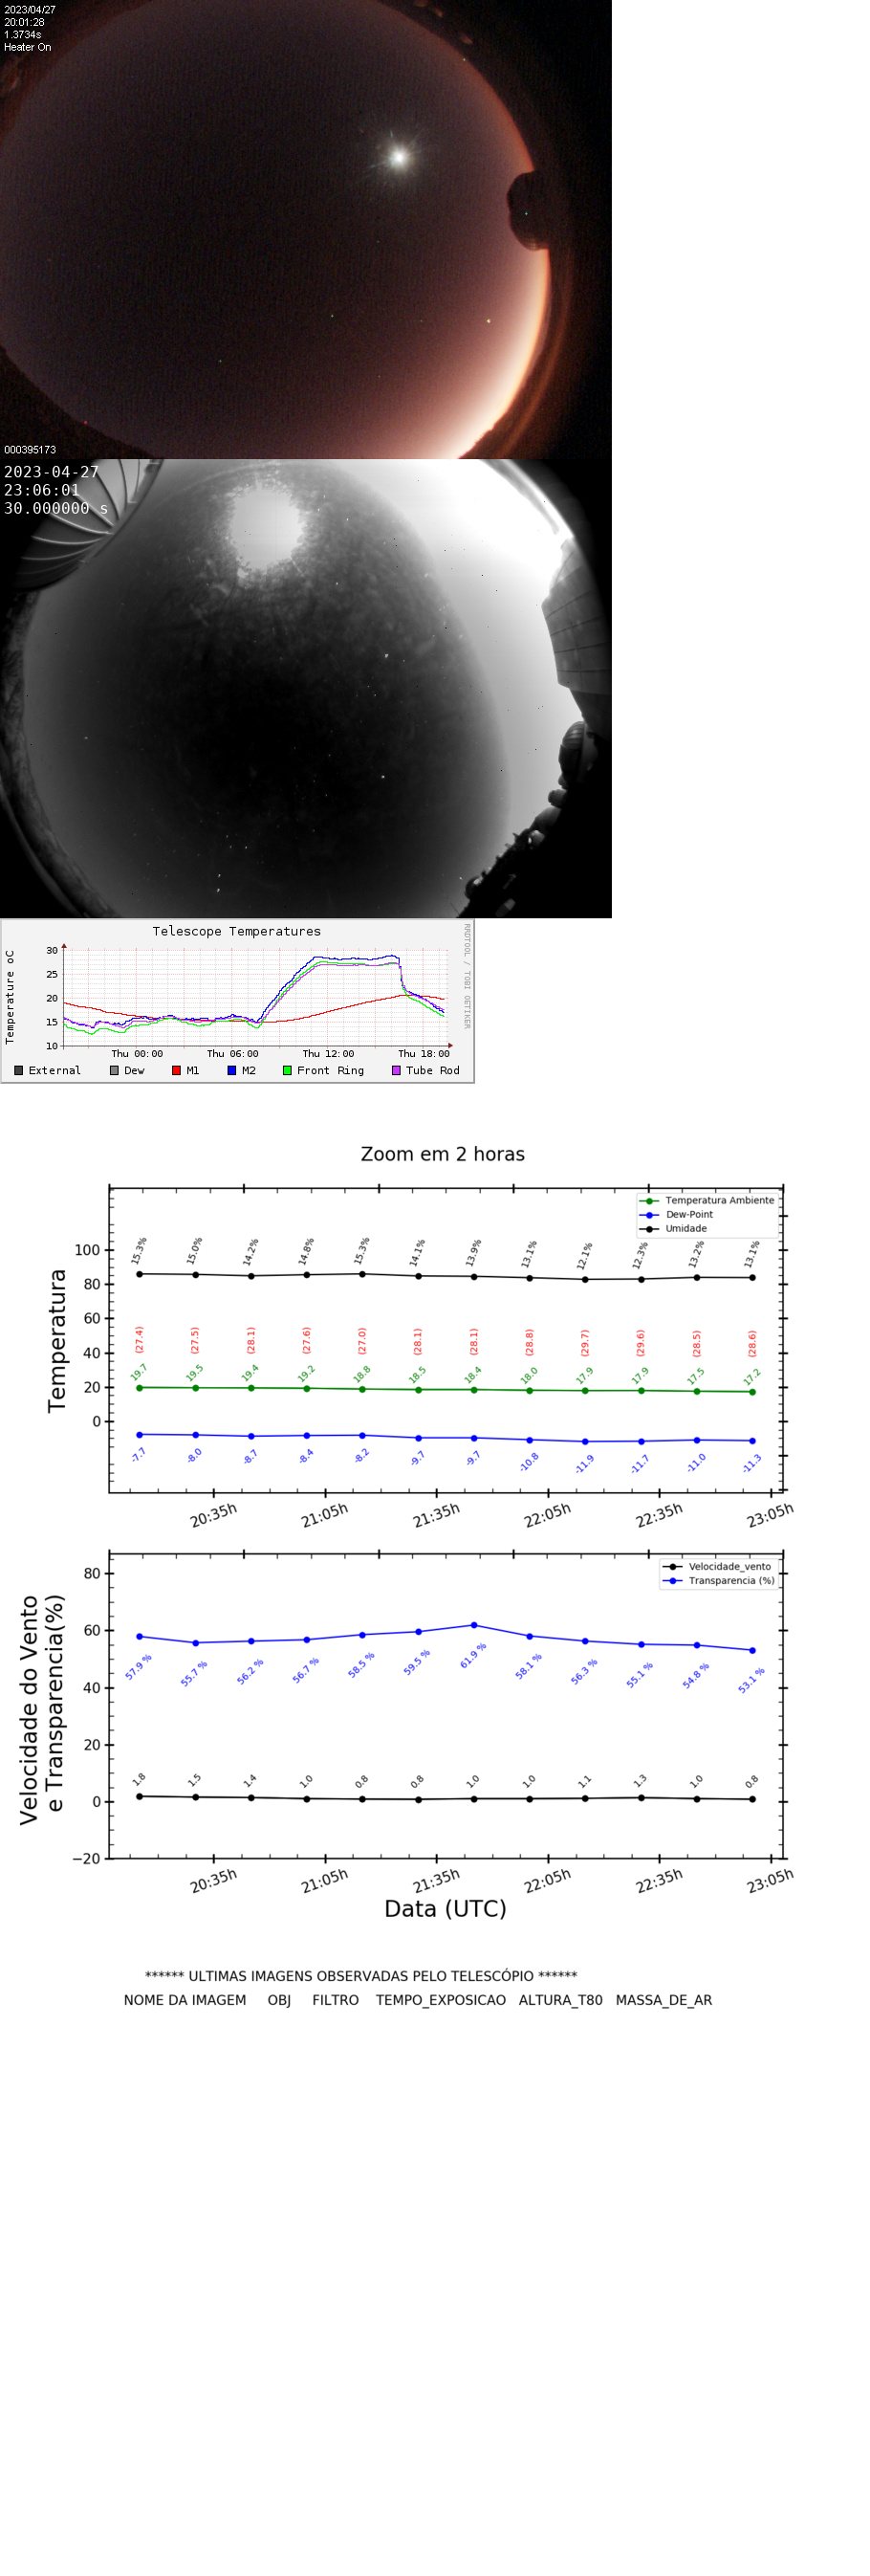 2023/04/27
20:01:28
1.3734s
Heater On
000395173
2023-04-27
23:06:01
30.000000 s
Telescope Temperatures
RRDTOOL / TOBI OETIKER
Temperature oC
30
25
20
15
10
Thu 00:00 Thu 06:00 Thu 12:00 Thu 18:00
External Dew M1 M2 Front Ring Tube Rod
Zoom em 2 horas
Temperatura Ambiente
Dew-Point
Umidade
Temperatura
100
80
60
40
20
0
15.3% 15.0% 14.2% 14.8% 15.3% 14.1% 13.9% 13.1% 12.1% 12.3% 13.2% 13.1%
(27.4) (27.5) (28.1) (27.6) (27.0) (28.1) (28.1) (28.8) (29.7) (29.6) (28.5) (28.6)
19.7 19.5 19.4 19.2 18.8 18.5 18.4 18.0 17.9 17.9 17.5 17.2
-7.7 -8.0 -8.7 -8.4 -8.2 -9.7 -9.7 -10.8 -11.9 -11.7 -11.0 -11.3
20:35h 21:05h 21:35h 22:05h 22:35h 23:05h
Velocidade_vento
Transparencia (%)
Velocidade do Vento
e Transparencia(%)
80
60
40
20
0
−20
57.9 % 55.7 % 56.2 % 56.7 % 58.5 % 59.5 % 61.9 % 58.1 % 56.3 % 55.1 % 54.8 % 53.1 %
1.8 1.5 1.4 1.0 0.8 0.8 1.0 1.0 1.1 1.3 1.0 0.8
20:35h 21:05h 21:35h 22:05h 22:35h 23:05h
Data (UTC)
****** ULTIMAS IMAGENS OBSERVADAS PELO TELESCÓPIO ******
NOME DA IMAGEM OBJ FILTRO TEMPO_EXPOSICAO ALTURA_T80 MASSA_DE_AR